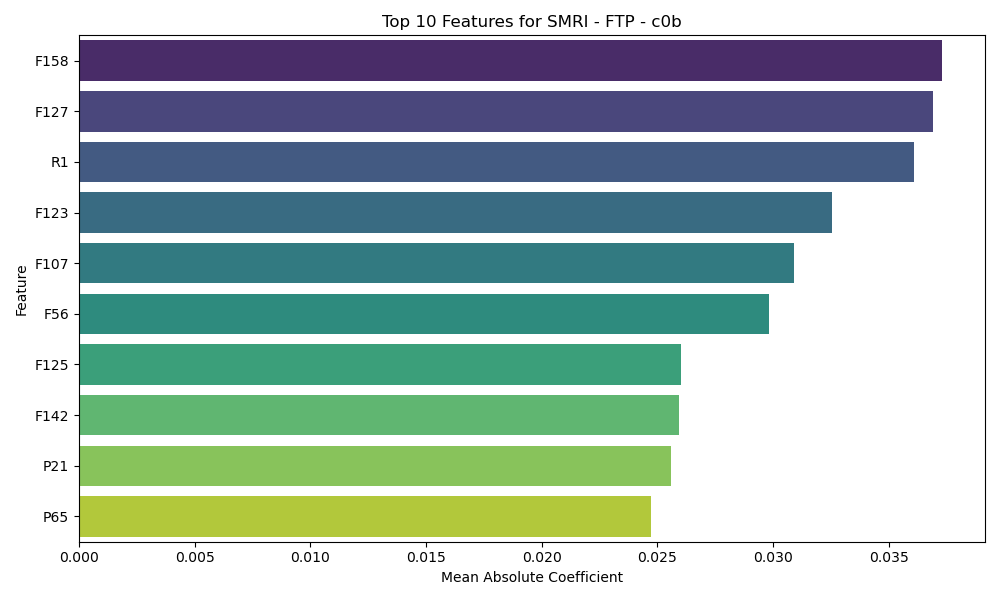 Top 10 Features for SMRI - FTP - c0b
Feature
F158
F127
R1
F123
F107
F56
F125
F142
P21
P65
0.000 0.005 0.010 0.015 0.020 0.025 0.030 0.035
Mean Absolute Coefficient